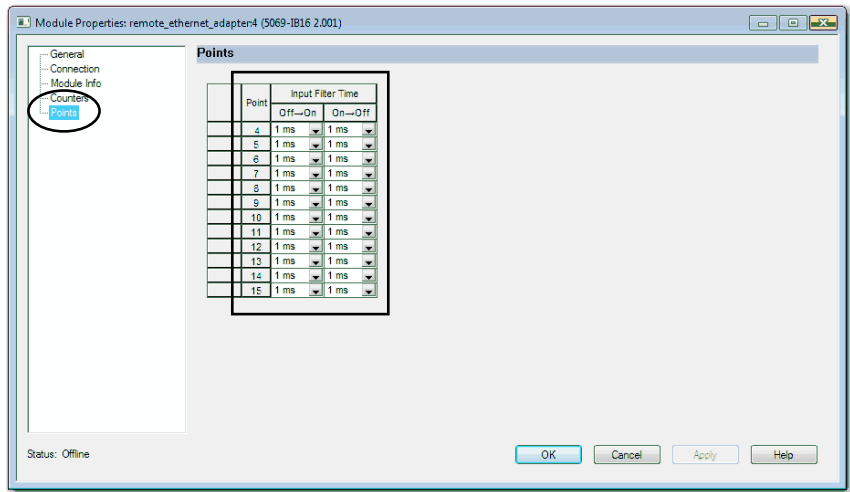 Module Properties: remote_ethernet_adapter:4 (5069-IB16 2.001)
General
Connection
Module Info
Counters
Points
Points
Point
Input Filter Time
Off→On On→Off
4 1 ms 1 ms
5 1 ms 1 ms
6 1 ms 1 ms
7 1 ms 1 ms
8 1 ms 1 ms
9 1 ms 1 ms
10 1 ms 1 ms
11 1 ms 1 ms
12 1 ms 1 ms
13 1 ms 1 ms
14 1 ms 1 ms
15 1 ms 1 ms
Status: Offline
OK Cancel Apply Help